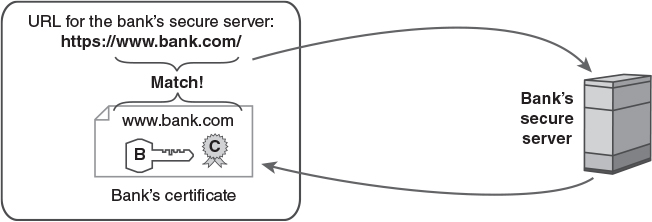 URL for the bank’s secure server:
https://www.bank.com/
Match!
www.bank.com
B
C
Bank’s certificate
Bank’s
secure
server